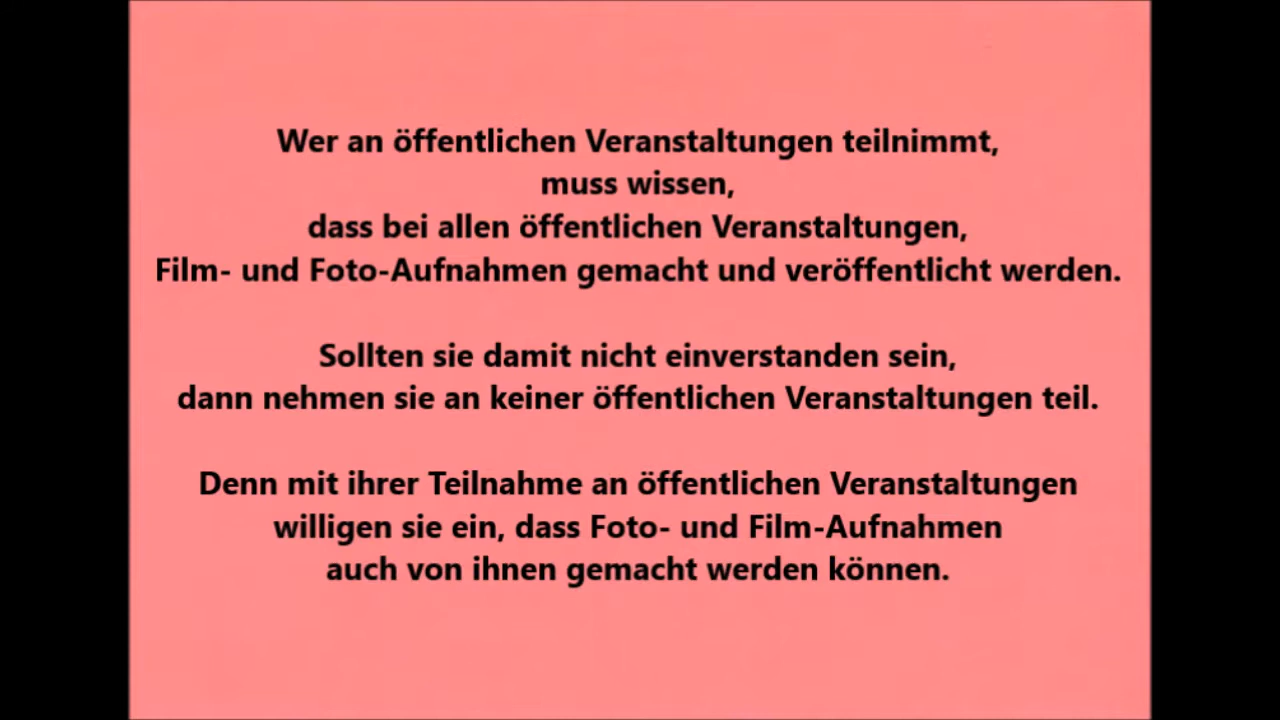 Wer an öffentlichen Veranstaltungen teilnimmt,
muss wissen,
dass bei allen öffentlichen Veranstaltungen,
Film- und Foto-Aufnahmen gemacht und veröffentlicht werden.
Sollten sie damit nicht einverstanden sein,
dann nehmen sie an keiner öffentlichen Veranstaltungen teil.
Denn mit ihrer Teilnahme an öffentlichen Veranstaltungen
willigen sie ein, dass Foto- und Film-Aufnahmen
auch von ihnen gemacht werden können.